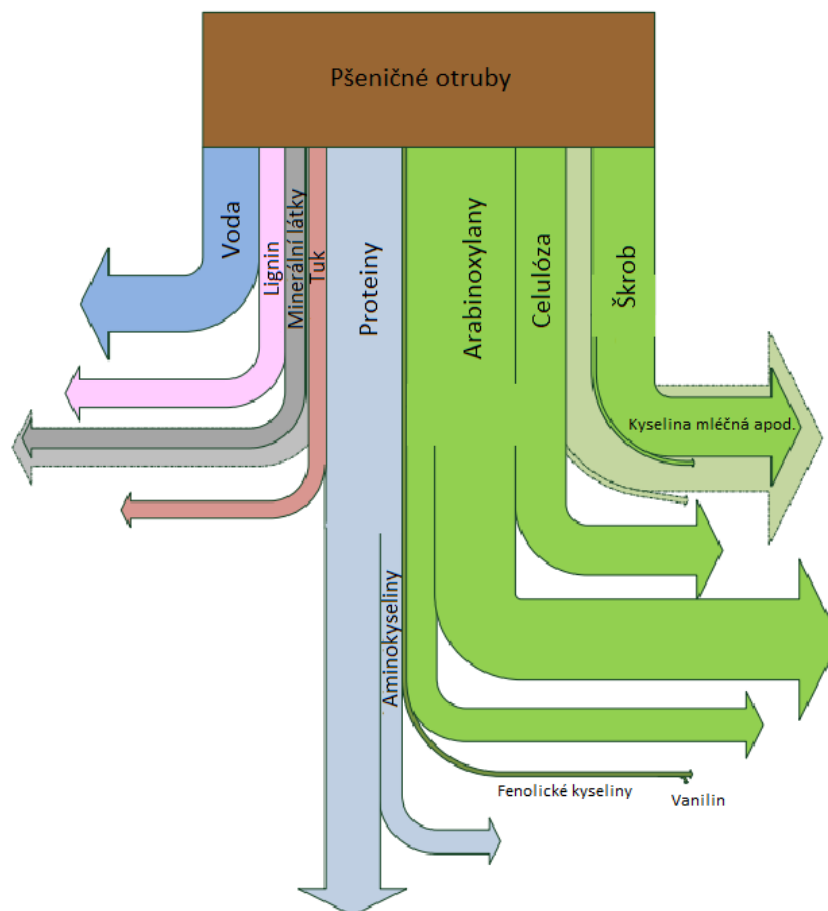 Pšeničné otruby
Voda
Lignin
Minerální látky
Tuk
Proteiny
Arabinoxylany
Celulóza
Škrob
Kyselina mléčná apod.
Aminokyseliny
Fenolické kyseliny
Vanilin